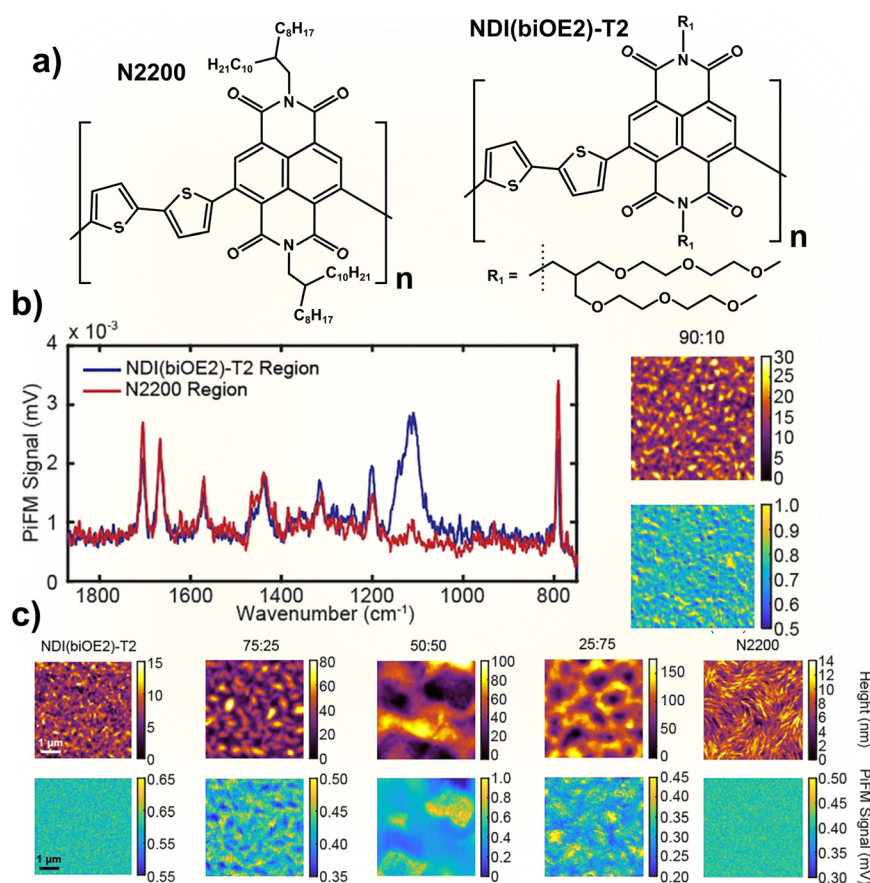 a)
N2200
NDI(biOE2)-T2
C₈H₁₇
H₂₁C₁₀
O N O
S
S
O N O
C₁₀H₂₁
C₈H₁₇
n
R₁
O N O
S
S
O N O
R₁
n
R₁ =
O O O
O O O
b)
x 10⁻³
4
3
2
1
0
PiFM Signal (mV)
NDI(biOE2)-T2 Region
N2200 Region
1800 1600 1400 1200 1000 800
Wavenumber (cm⁻¹)
90:10
30
25
20
15
10
5
0
1.0
0.9
0.8
0.7
0.6
0.5
c)
NDI(biOE2)-T2 75:25 50:50 25:75 N2200
1 µm
15
10
5
0
80
60
40
20
0
100
80
60
40
20
0
150
100
50
0
14
12
10
8
6
4
2
0
Height (nm)
1 µm
0.65
0.60
0.55
0.55
0.50
0.45
0.40
0.35
1.0
0.8
0.6
0.4
0.2
0
0.45
0.40
0.35
0.30
0.25
0.20
0.50
0.45
0.40
0.35
0.30
PiFM Signal (mV)